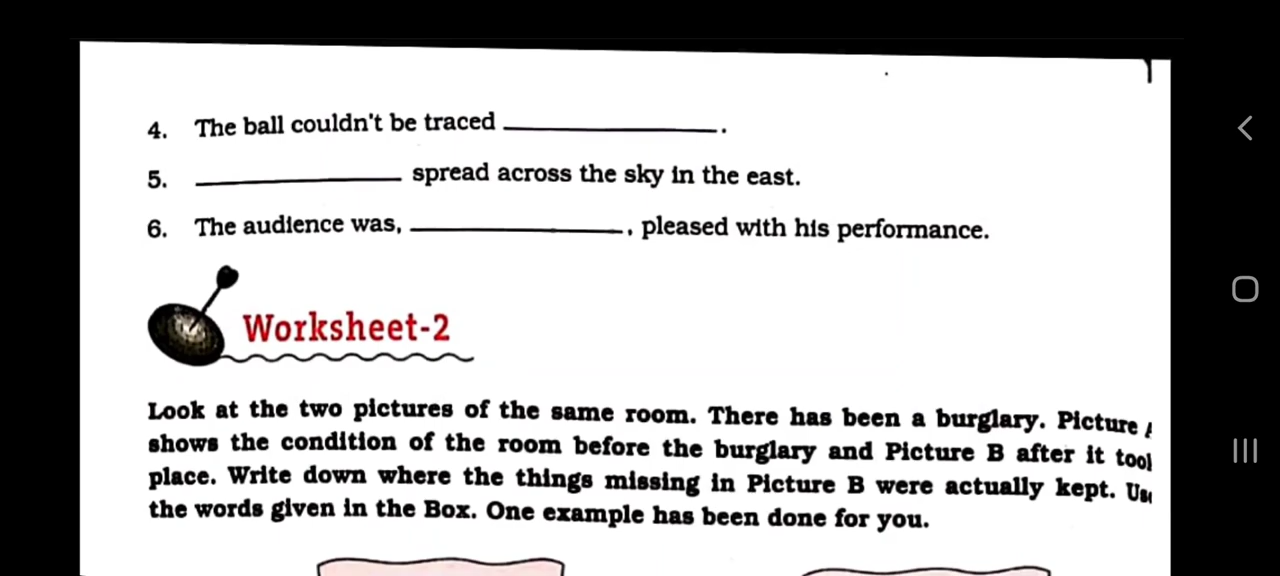 4. The ball couldn't be traced ____________.
5. ____________ spread across the sky in the east.
6. The audience was, ____________, pleased with his performance.
Worksheet-2
Look at the two pictures of the same room. There has been a burglary. Picture
shows the condition of the room before the burglary and Picture B after it
place. Write down where the things missing in Picture B were actually kept.
the words given in the Box. One example has been done for you.